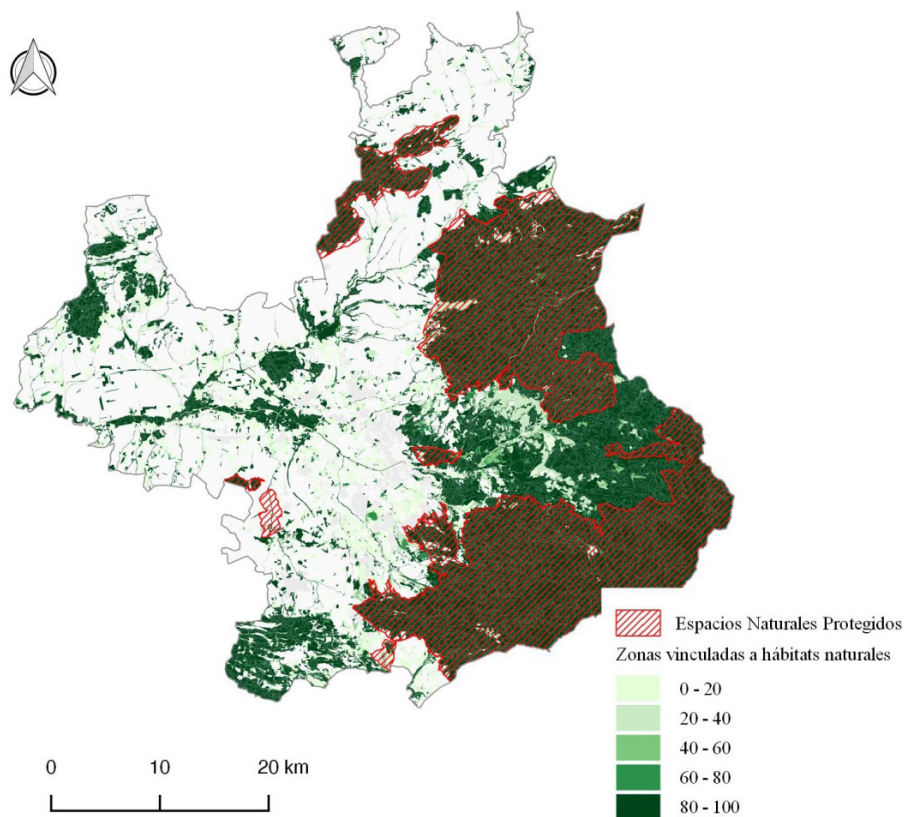 Espacios Naturales Protegidos
Zonas vinculadas a hábitats naturales
0 - 20
20 - 40
40 - 60
60 - 80
80 - 100
0 10 20 km